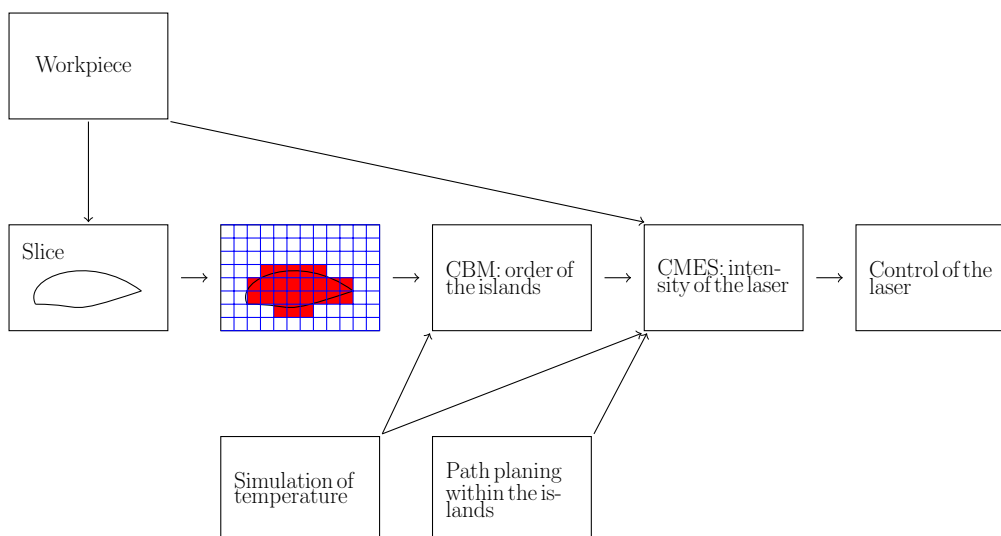 Workpiece
Slice
CBM: order of
the islands
CMES: inten-
sity of the laser
Control of the
laser
Simulation of
temperature
Path planing
within the is-
lands